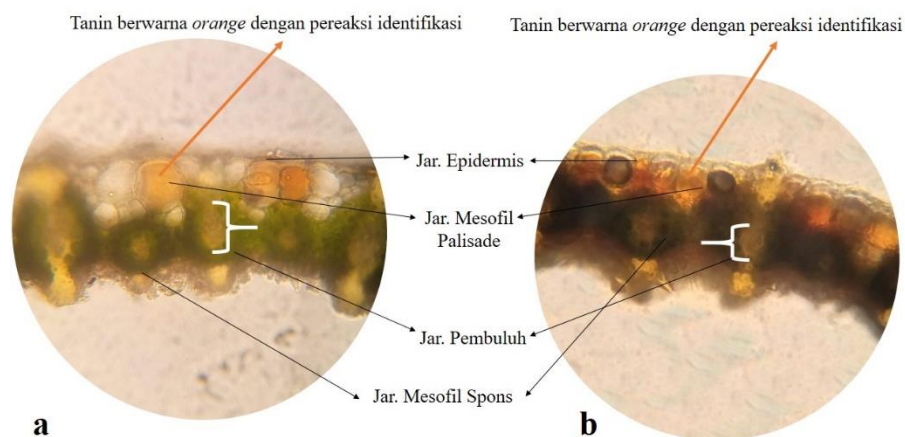 Tanin berwarna orange dengan pereaksi identifikasi
Tanin berwarna orange dengan pereaksi identifikasi
Jar. Epidermis
Jar. Mesofil
Palisade
Jar. Pembuluh
Jar. Mesofil Spons
a
b